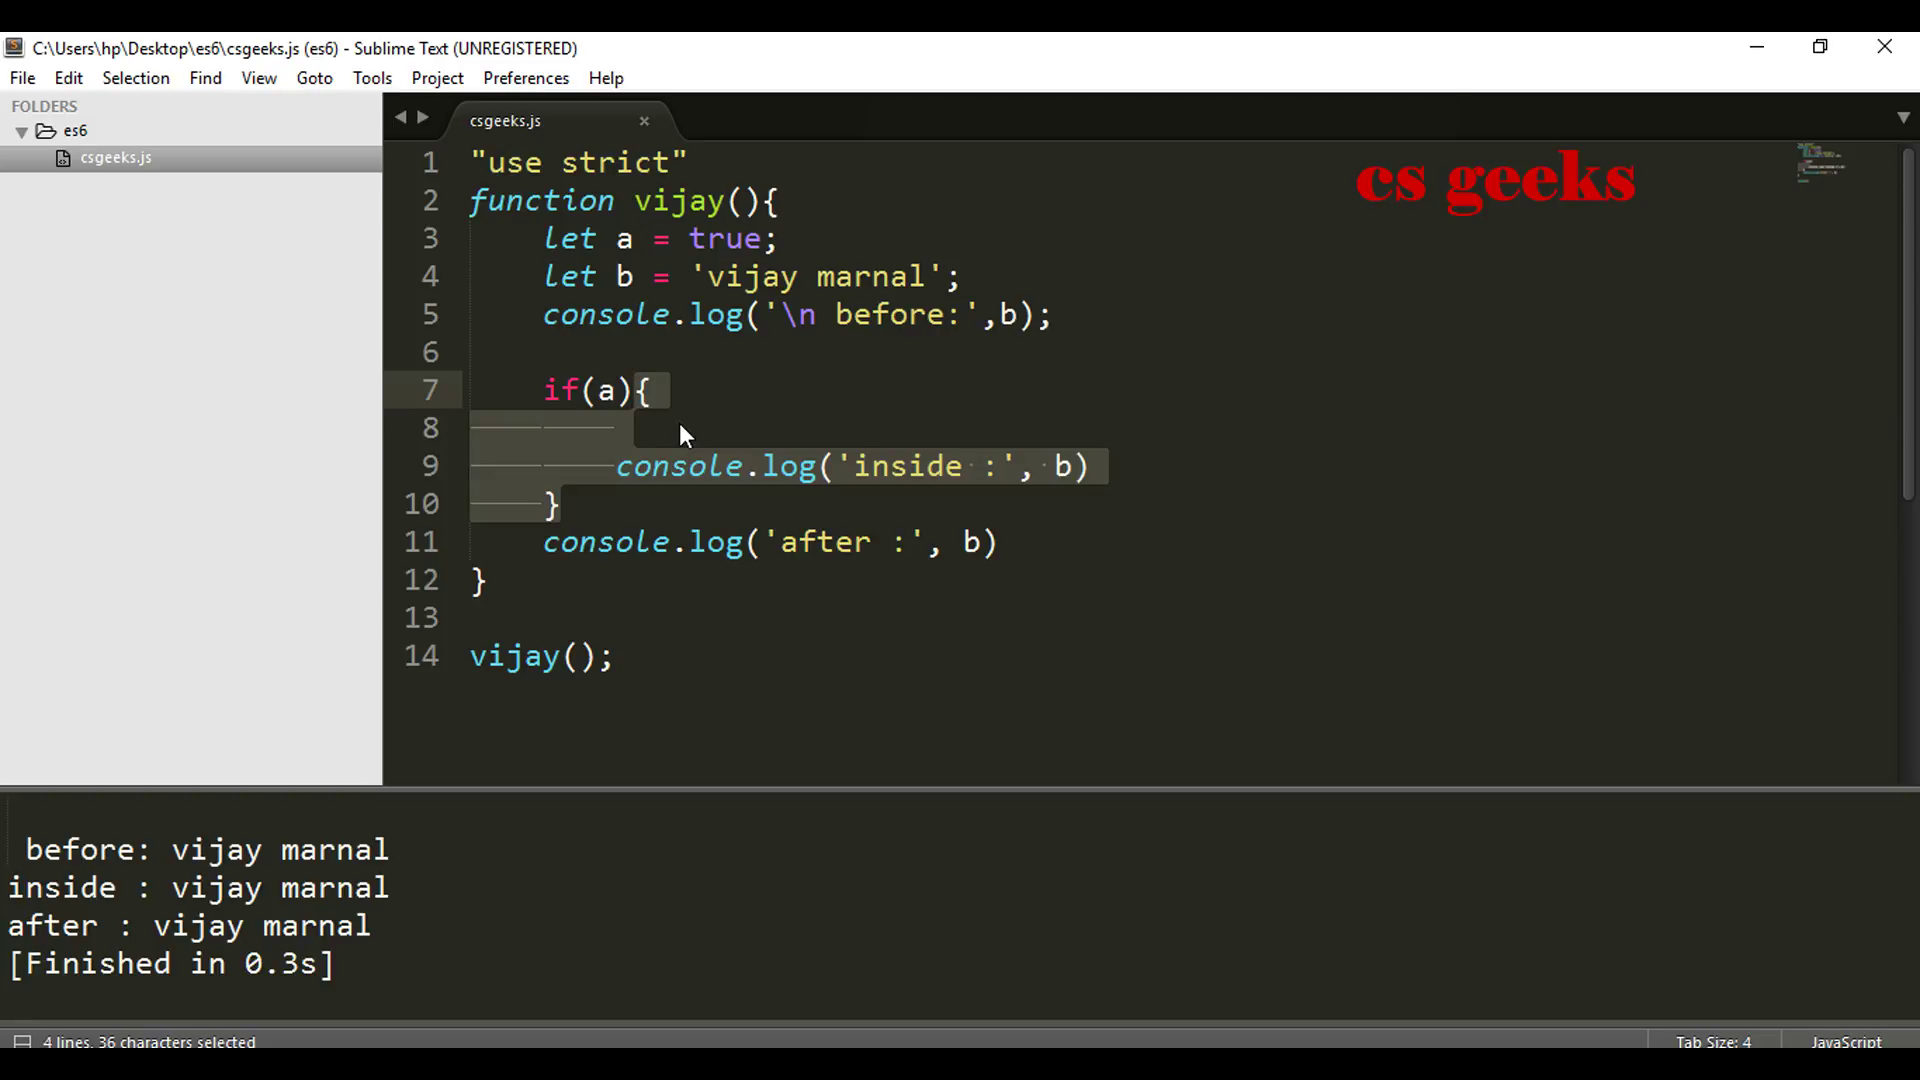 C:\Users\hp\Desktop\es6\csgeeks.js (es6) - Sublime Text (UNREGISTERED)
File Edit Selection Find View Goto Tools Project Preferences Help
FOLDERS
es6
csgeeks.js
csgeeks.js ×
cs geeks
1 "use strict"
2 function vijay(){
3 let a = true;
4 let b = 'vijay marnal';
5 console.log('\n before:',b);
6
7 if(a){
8
9 console.log('inside :', b)
10 }
11 console.log('after :', b)
12 }
13
14 vijay();
before: vijay marnal
inside : vijay marnal
after : vijay marnal
[Finished in 0.3s]
4 lines, 36 characters selected Tab Size: 4 JavaScript